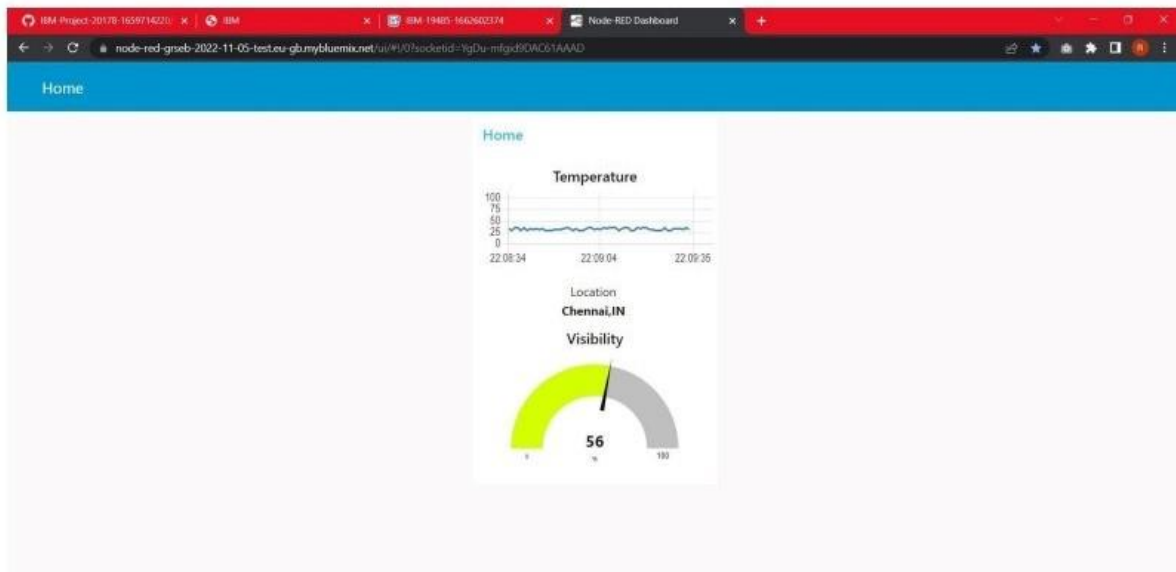 IBM-Project-20178-1659714220/
IBM
IBM-19485-1662602374
Node-RED Dashboard
node-red-grseb-2022-11-05-test.eu-gb.mybluemix.net/ui/#!/0?socketid=YgDu-mfgid9DAC61AAAD
Home
Home
Temperature
100
75
50
25
0
22:08:34 22:09:04 22:09:35
Location
Chennai,IN
Visibility
56
100